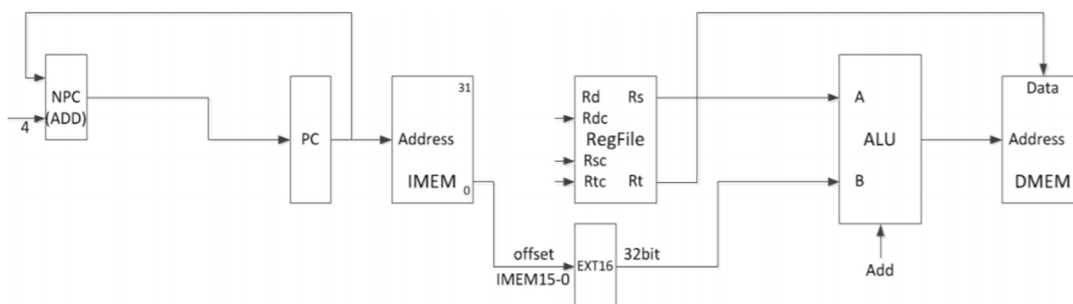 NPC
(ADD)
4
PC
31
Address
IMEM
0
Rd Rs
Rdc
RegFile
Rsc
Rtc Rt
offset
IMEM15-0
EXT16
32bit
A
ALU
B
Add
Data
Address
DMEM